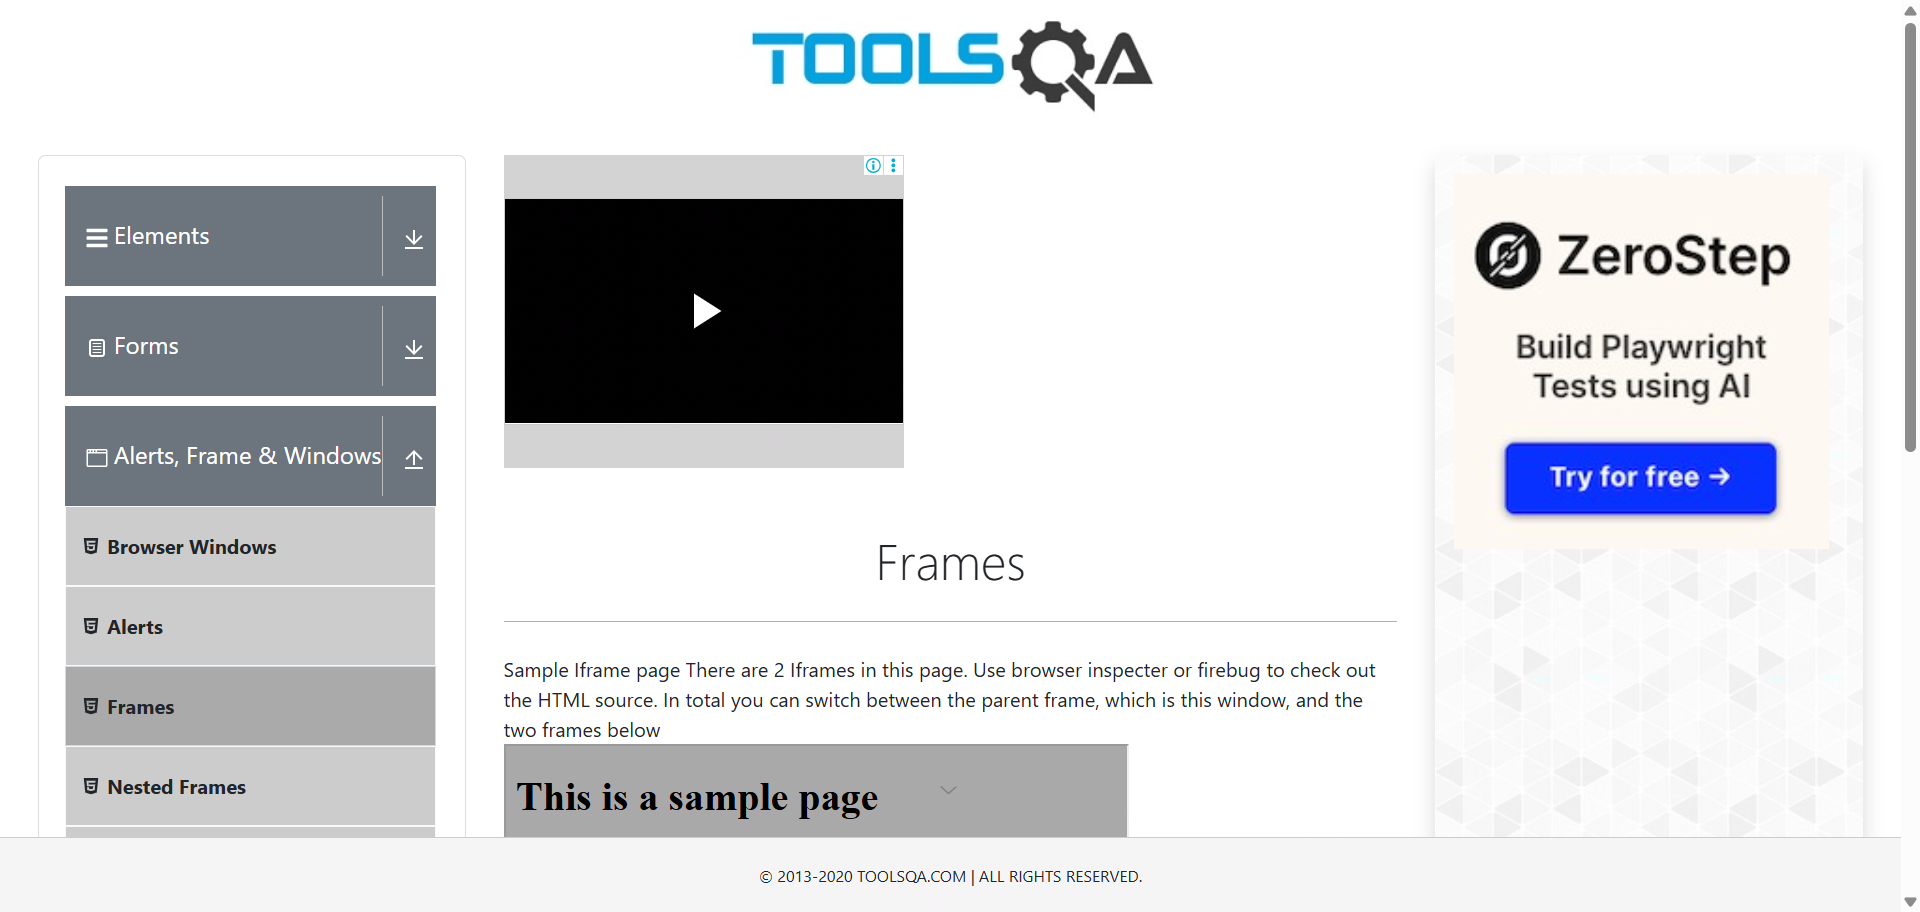 TOOLSQA
Elements
Forms
Alerts, Frame & Windows
Browser Windows
Alerts
Frames
Nested Frames
Frames
Sample Iframe page There are 2 Iframes in this page. Use browser inspecter or firebug to check out
the HTML source. In total you can switch between the parent frame, which is this window, and the
two frames below
This is a sample page
ZeroStep
Build Playwright
Tests using AI
Try for free →
© 2013-2020 TOOLSQA.COM | ALL RIGHTS RESERVED.